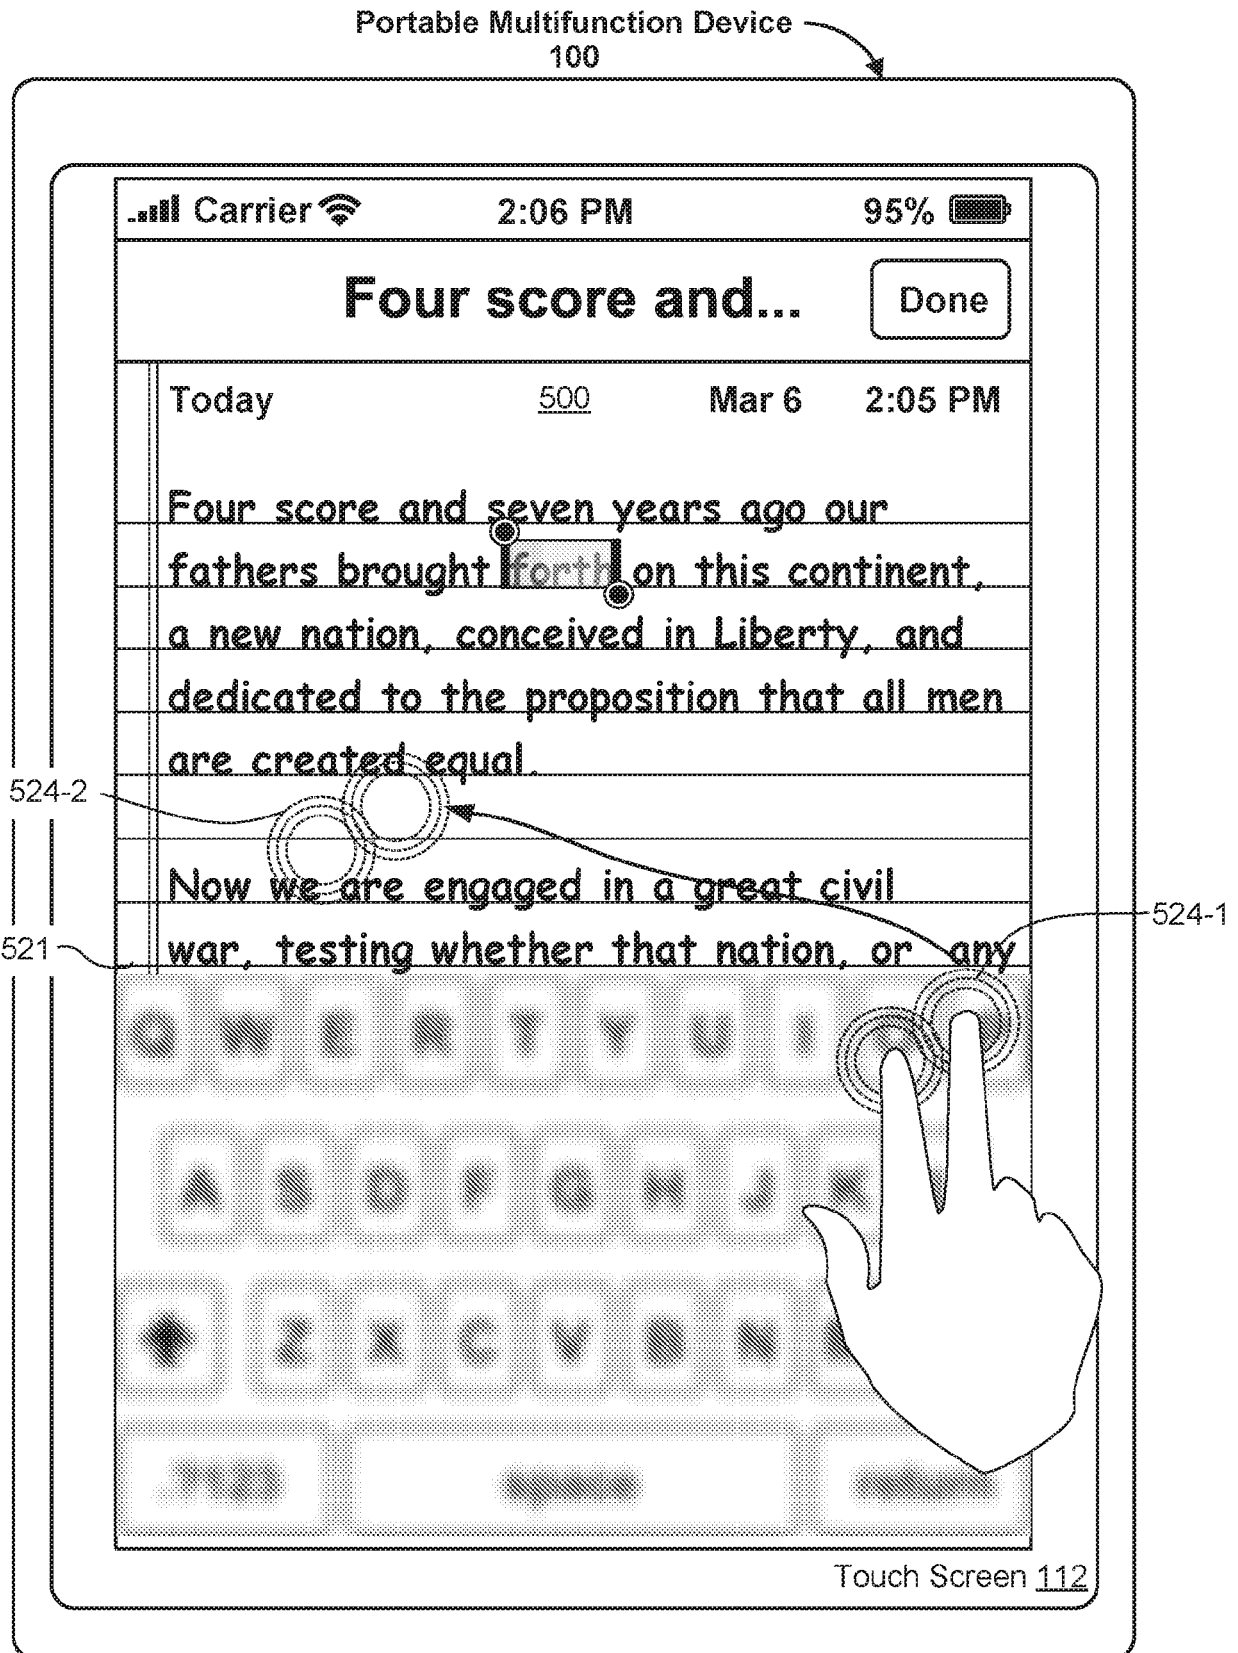 Portable Multifunction Device
100
Carrier 2:06 PM 95%
Four score and... Done
Today 500 Mar 6 2:05 PM
Four score and seven years ago our
fathers brought forth on this continent,
a new nation, conceived in Liberty, and
dedicated to the proposition that all men
are created equal.
524-2
Now we are engaged in a great civil
524-1
war, testing whether that nation, or any
521
W E R T Y U I
A S D F G H J K
Z X C V B N
space
Touch Screen 112